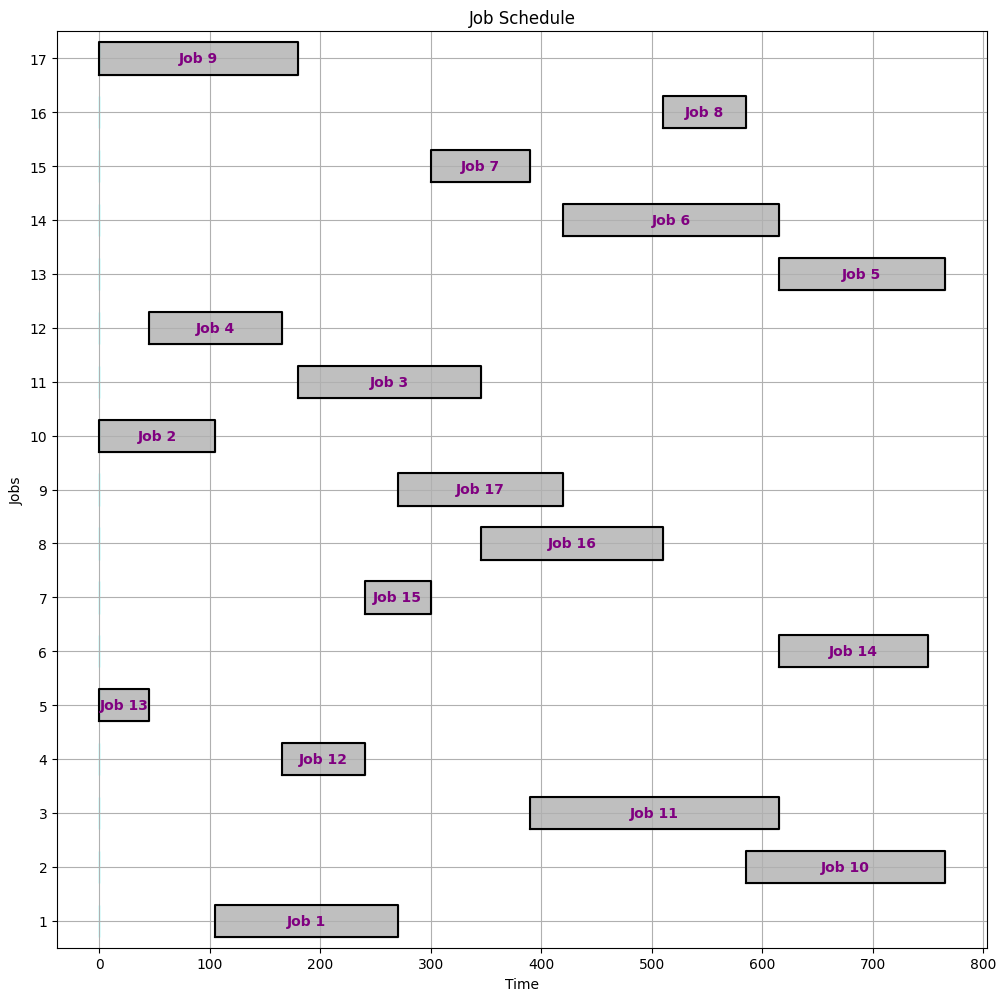 Job Schedule
Jobs
17
Job 9
16
Job 8
15
Job 7
14
Job 6
13
Job 5
12
Job 4
11
Job 3
10
Job 2
9
Job 17
8
Job 16
7
Job 15
6
Job 14
5
Job 13
4
Job 12
3
Job 11
2
Job 10
1
Job 1
0 100 200 300 400 500 600 700 800
Time